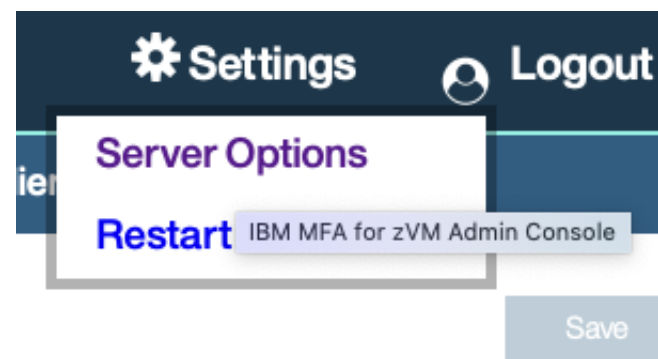 Settings
Logout
Server Options
Restart
IBM MFA for zVM Admin Console
Save